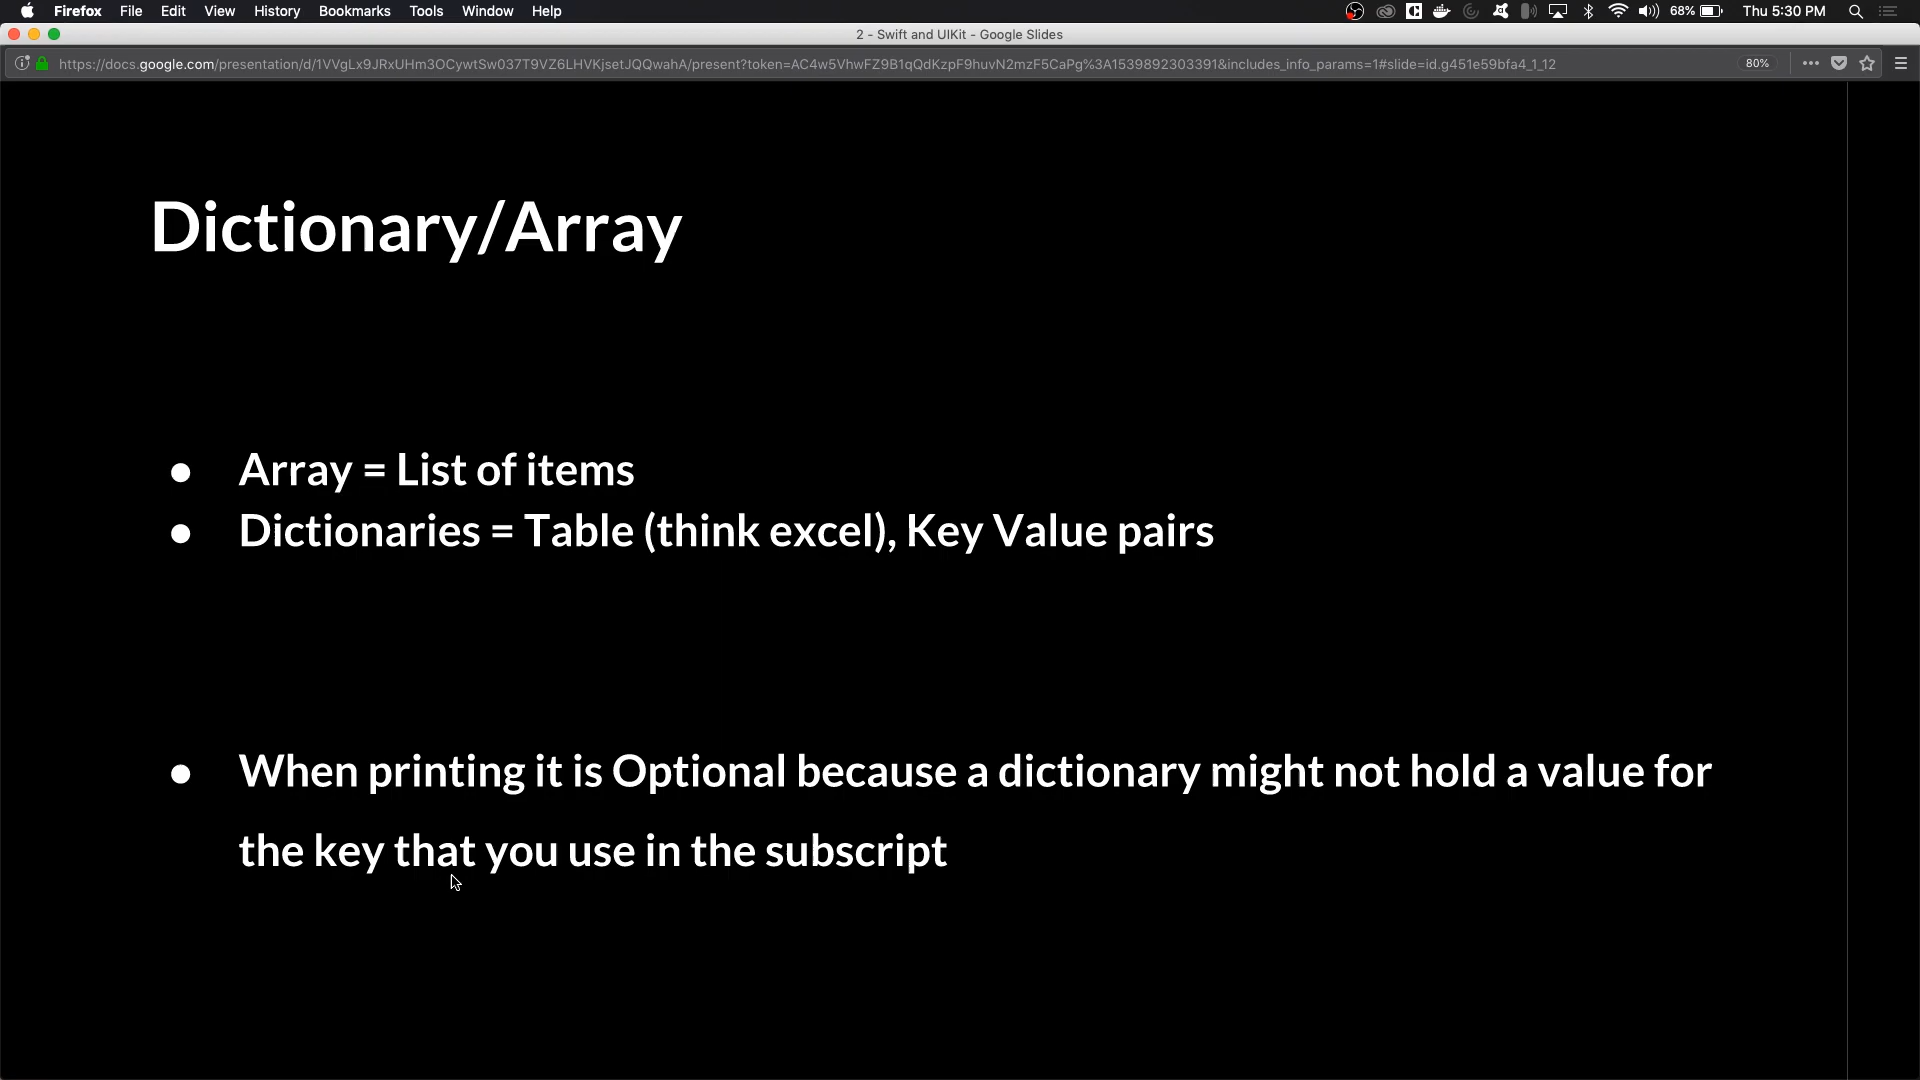 Firefox File Edit View History Bookmarks Tools Window Help 68% Thu 5:30 PM
2 - Swift and UIKit - Google Slides
https://docs.google.com/presentation/d/1VVgLx9JRxUHm3OCywtSw037T9VZ6LHVKjsetJQQwahA/present?token=AC4w5VhwFZ9B1qQdKzpF9huvN2mzF5CaPg%3A1539892303391&includes_info_params=1#slide=id.g451e59bfa4_1_12 80%
Dictionary/Array
● Array = List of items
● Dictionaries = Table (think excel), Key Value pairs
● When printing it is Optional because a dictionary might not hold a value for
the key that you use in the subscript